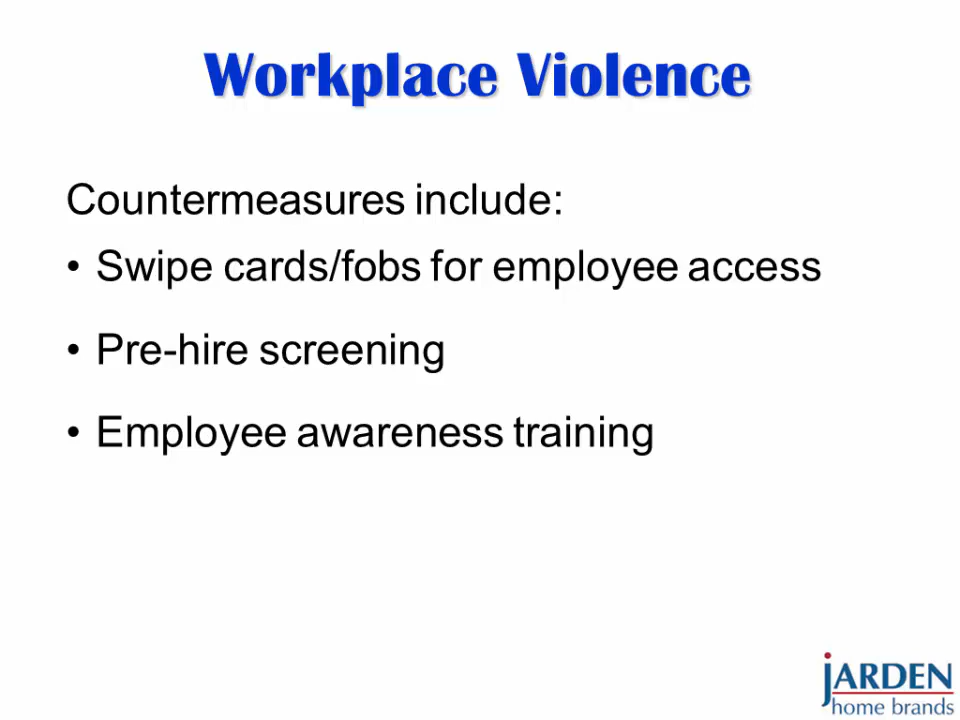 Workplace Violence
Countermeasures include:
• Swipe cards/fobs for employee access
• Pre-hire screening
• Employee awareness training
jARDEN
home brands